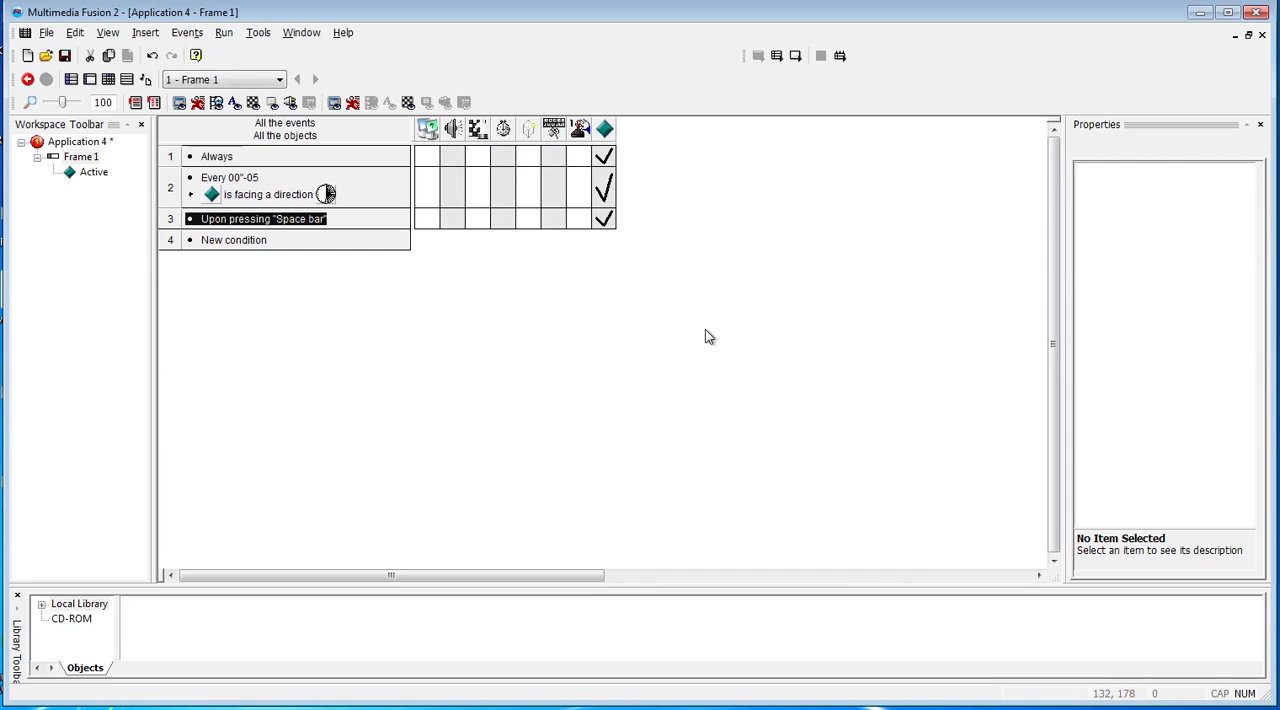 Multimedia Fusion 2 - [Application 4 - Frame 1]
File Edit View Insert Events Run Tools Window Help
1 - Frame 1
100
Workspace Toolbar
Application 4 *
Frame 1
Active
All the events
All the objects
1 • Always
2 • Every 00"-05
+ is facing a direction
3 • Upon pressing "Space bar"
4 • New condition
Properties
No Item Selected
Select an item to see its description
Library Toolba
Local Library
CD-ROM
Objects
132, 178 0 CAP NUM